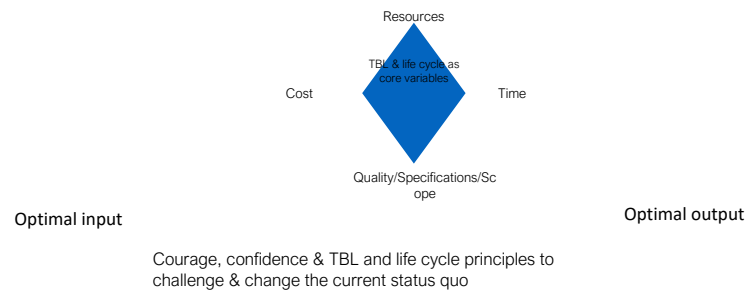 Resources
TBL & life cycle as
core variables
Cost
Time
Quality/Specifications/Sc
ope
Optimal input
Optimal output
Courage, confidence & TBL and life cycle principles to
challenge & change the current status quo